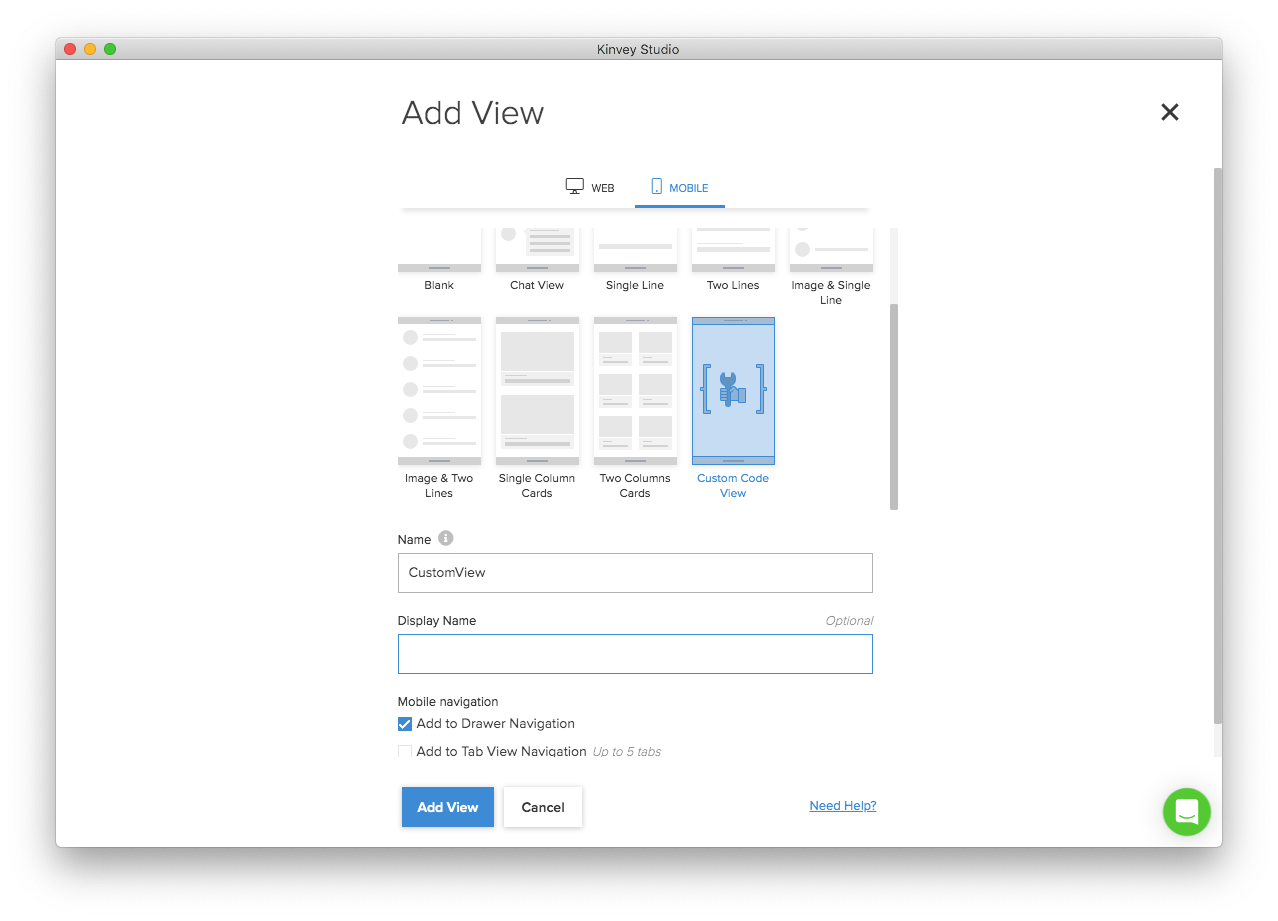 Kinvey Studio
Add View
WEB
MOBILE
Blank
Chat View
Single Line
Two Lines
Image & Single
Line
Image & Two
Lines
Single Column
Cards
Two Columns
Cards
Custom Code
View
Name
CustomView
Display Name
Optional
Mobile navigation
Add to Drawer Navigation
Add to Tab View Navigation Up to 5 tabs
Add View
Cancel
Need Help?